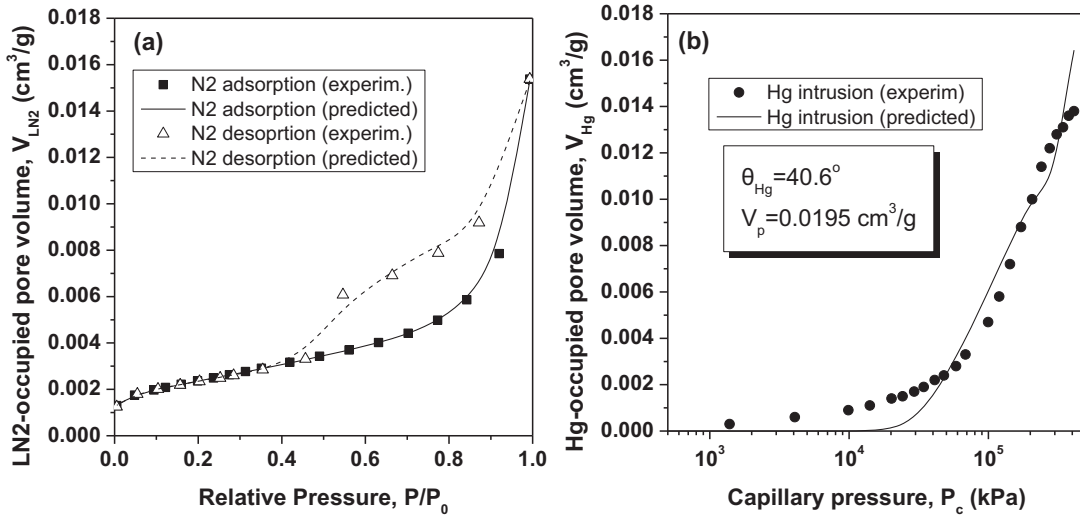 (a)
N2 adsorption (experim.)
N2 adsorption (predicted)
N2 desoprtion (experim.)
N2 desorption (predicted)
LN2-occupied pore volume, V_LN2 (cm³/g)
0.018
0.016
0.014
0.012
0.010
0.008
0.006
0.004
0.002
0.000
0.0 0.2 0.4 0.6 0.8 1.0
Relative Pressure, P/P₀
(b)
Hg intrusion (experim)
Hg intrusion (predicted)
θ_Hg=40.6°
V_p=0.0195 cm³/g
Hg-occupied pore volume, V_Hg (cm³/g)
0.018
0.016
0.014
0.012
0.010
0.008
0.006
0.004
0.002
0.000
10³ 10⁴ 10⁵
Capillary pressure, P_c (kPa)